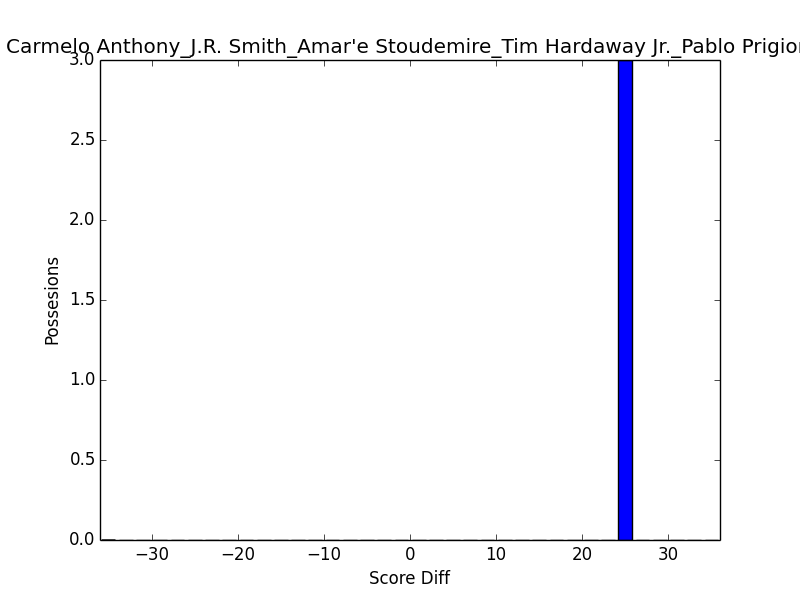 Carmelo Anthony_J.R. Smith_Amar'e Stoudemire_Tim Hardaway Jr._Pablo Prigion
3.0
2.5
2.0
1.5
1.0
0.5
0.0
Possesions
−30 −20 −10 0 10 20 30
Score Diff